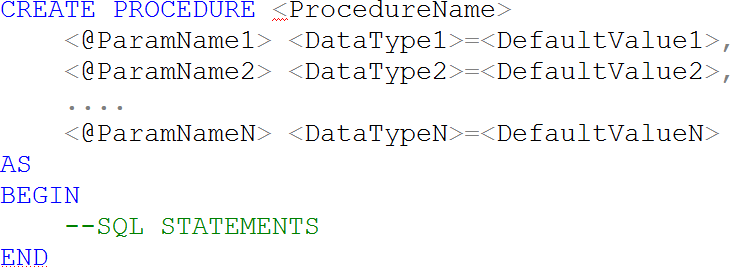 CREATE PROCEDURE <ProcedureName>
<@ParamName1> <DataType1>=<DefaultValue1>,
<@ParamName2> <DataType2>=<DefaultValue2>,
....
<@ParamNameN> <DataTypeN>=<DefaultValueN>
AS
BEGIN
--SQL STATEMENTS
END